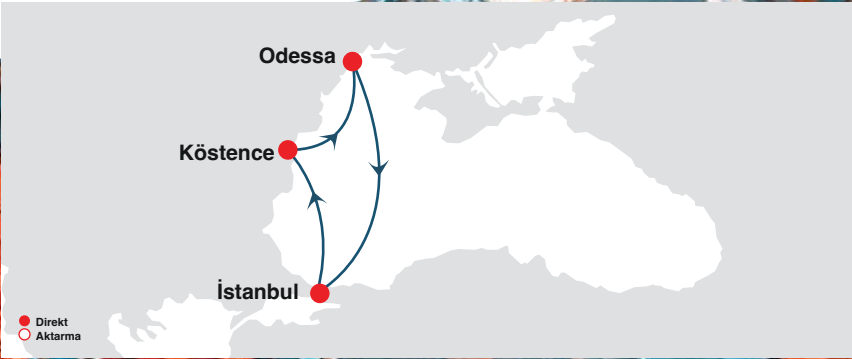 Odessa
Köstence
İstanbul
Direkt
Aktarma